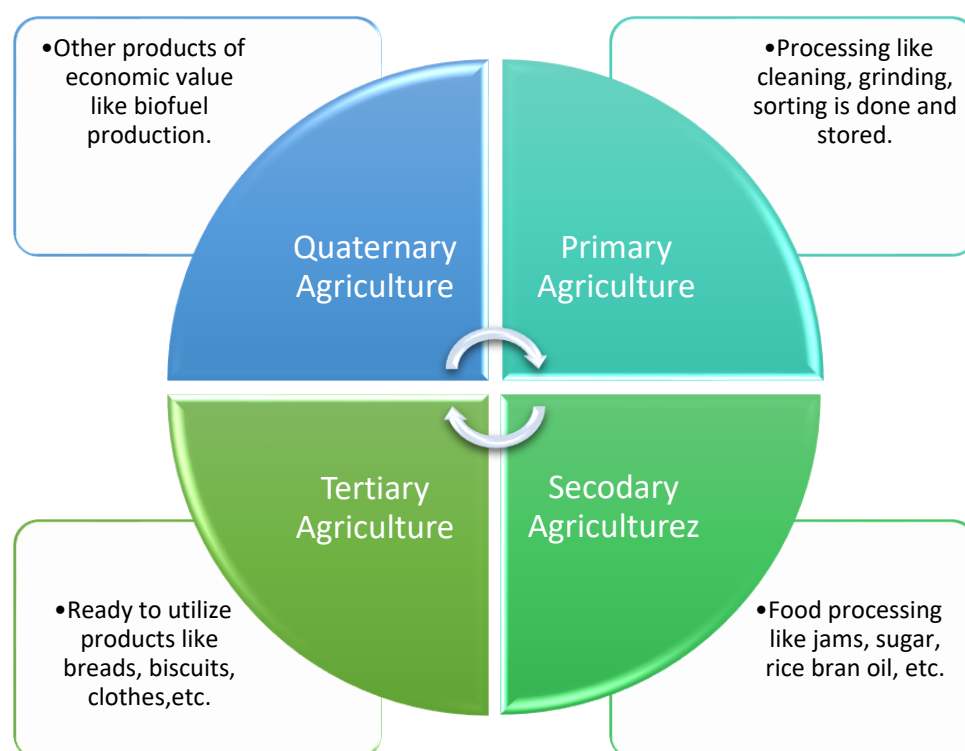 •Other products of
economic value
like biofuel
production.
•Processing like
cleaning, grinding,
sorting is done and
stored.
Quaternary
Agriculture
Primary
Agriculture
Tertiary
Agriculture
Secodary
Agriculturez
•Ready to utilize
products like
breads, biscuits,
clothes,etc.
•Food processing
like jams, sugar,
rice bran oil, etc.